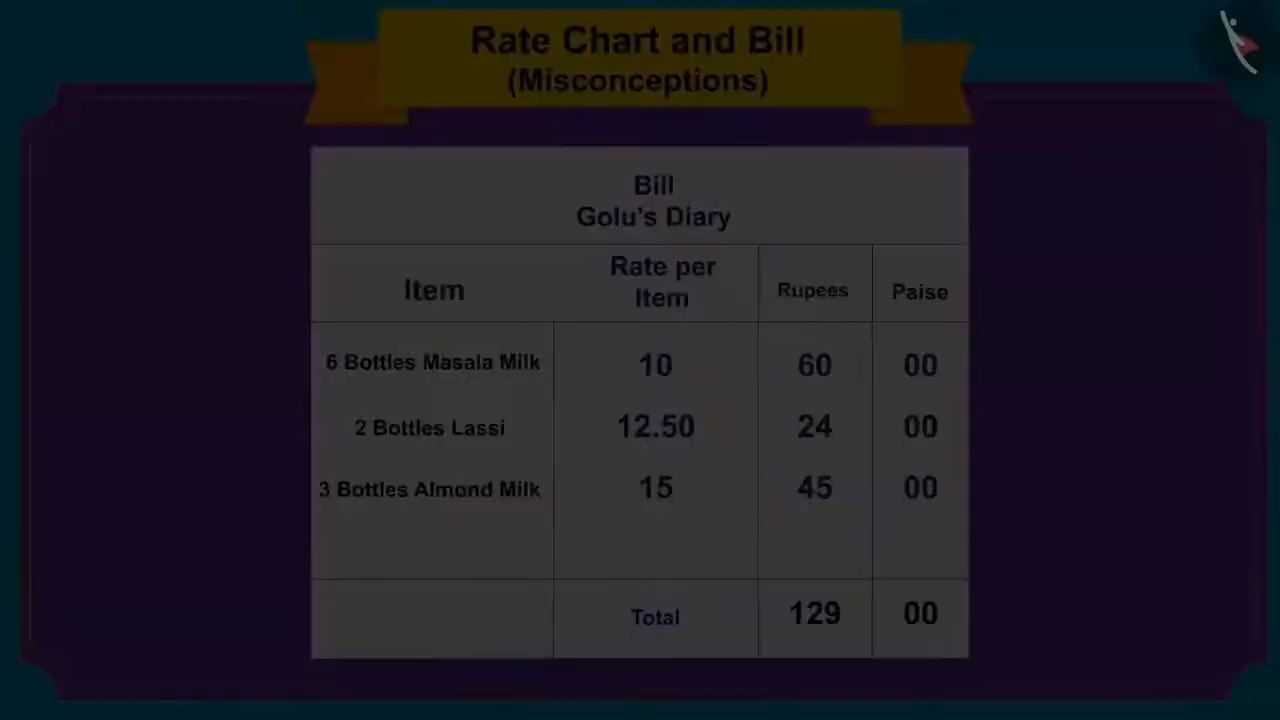 Rate Chart and Bill
(Misconceptions)
Bill
Golu's Diary
Item Rate per Item Rupees Paise
6 Bottles Masala Milk 10 60 00
2 Bottles Lassi 12.50 24 00
3 Bottles Almond Milk 15 45 00
Total 129 00